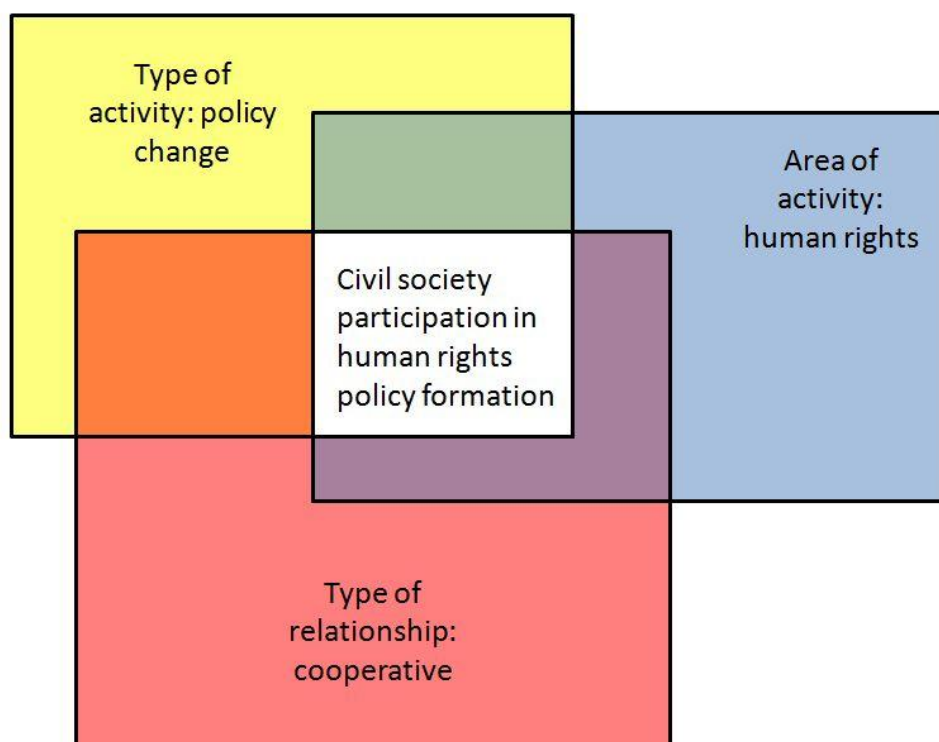 Type of
activity: policy
change
Area of
activity:
human rights
Civil society
participation in
human rights
policy formation
Type of
relationship:
cooperative